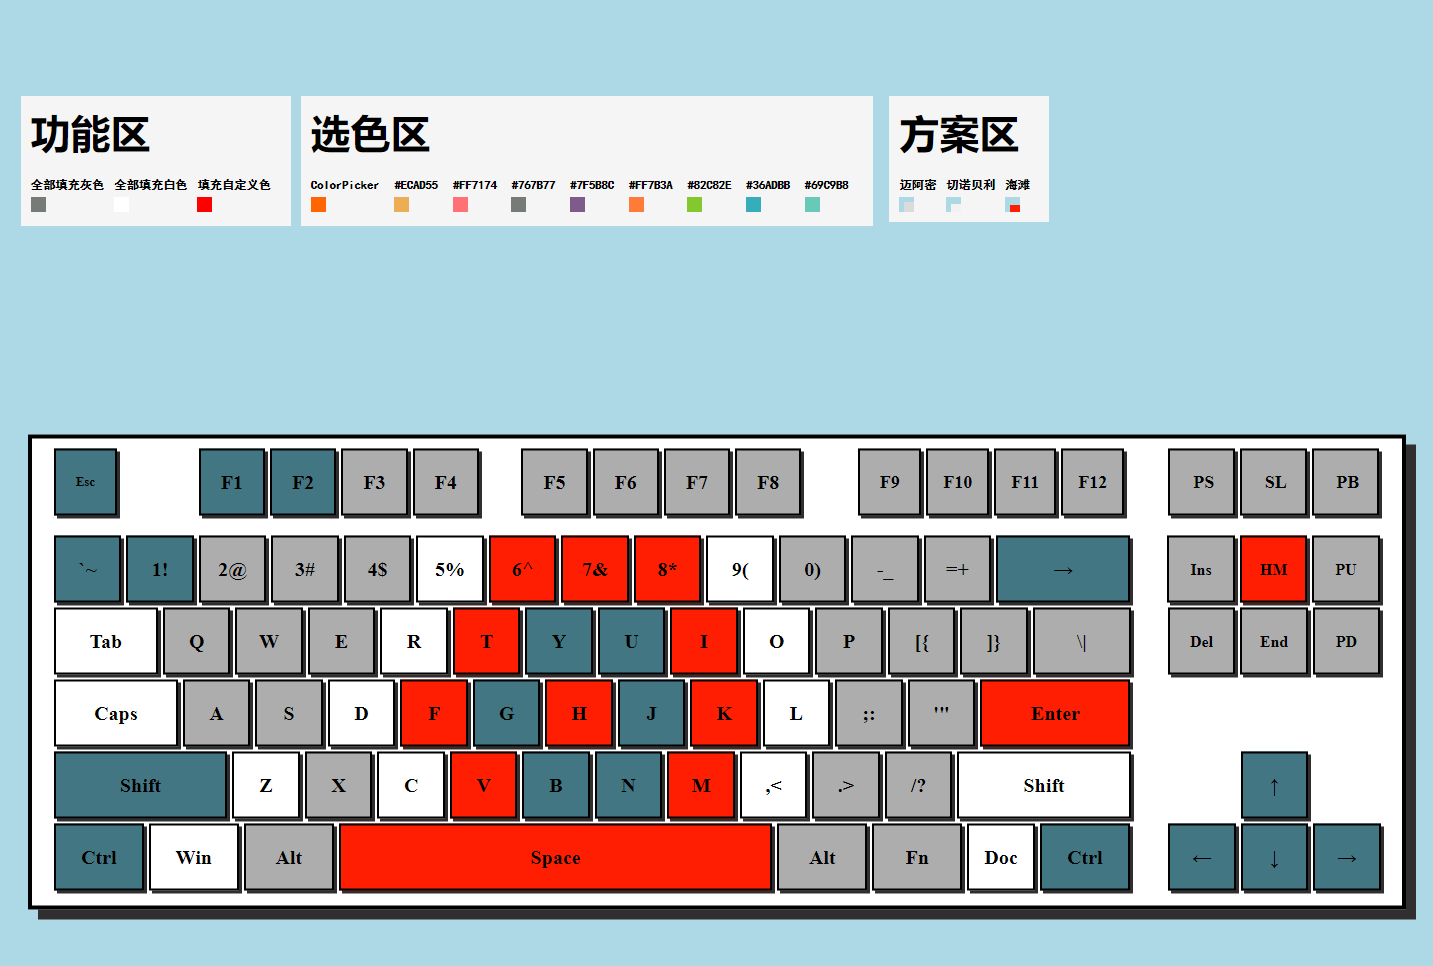 功能区
全部填充灰色 全部填充白色 填充自定义色
选色区
ColorPicker #ECAD55 #FF7174 #767B77 #7F5B8C #FF7B3A #82C82E #36ADBB #69C9B8
方案区
迈阿密 切诺贝利 海滩
Esc F1 F2 F3 F4 F5 F6 F7 F8 F9 F10 F11 F12 PS SL PB
`~ 1! 2@ 3# 4$ 5% 6^ 7& 8* 9( 0) -_ =+ → Ins HM PU
Tab Q W E R T Y U I O P [{ ]} \| Del End PD
Caps A S D F G H J K L ;: '" Enter
Shift Z X C V B N M ,< .> /? Shift ↑
Ctrl Win Alt Space Alt Fn Doc Ctrl ← ↓ →